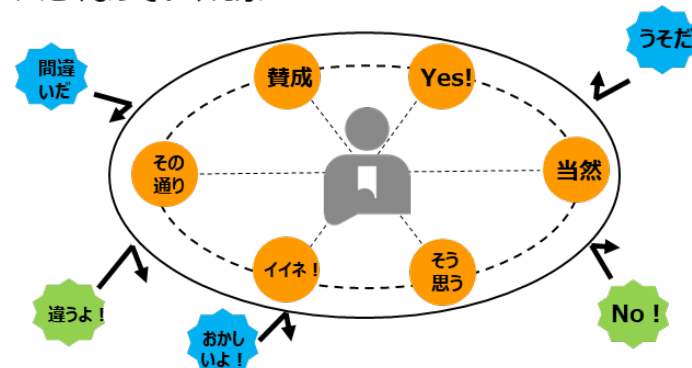 うそだ
間違
いだ
賛成
Yes!
その
通り
当然
イイネ！
そう
思う
違うよ！
No！
おかし
いよ！